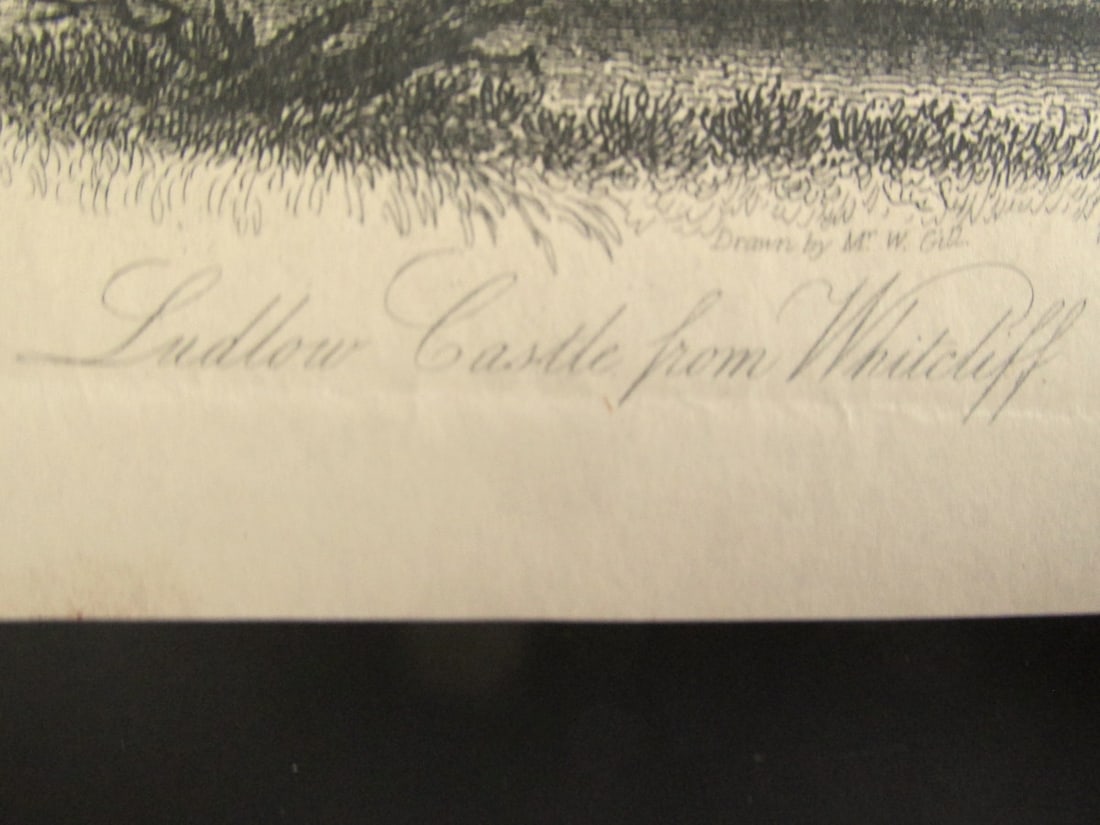 Drawn by Mr. W. Gill.
Ludlow Castle from Whitcliff.